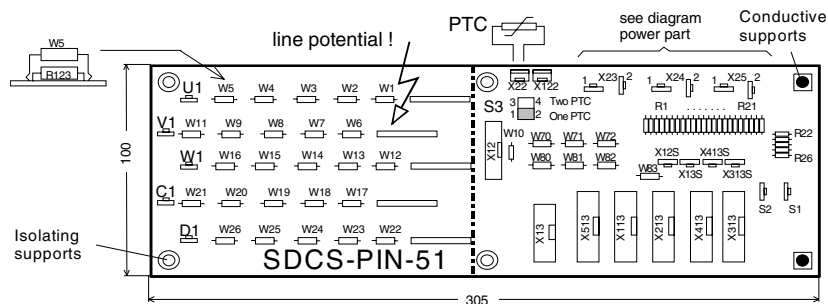 PTC
see diagram
power part
Conductive
supports
W5
R123
line potential !
U1
W5 W4 W3 W2 W1
X22 X122
1 X23 2
1 X24 2
1 X25 2
S3
3 4 Two PTC
1 2 One PTC
R1 ....... R21
V1
W11 W9 W8 W7 W6
X12
W10
W70 W71 W72
R22
R26
100
W1
W16 W15 W14 W13 W12
W80 W81 W82
X12S X413S
W83 X13S X313S
C1
W21 W20 W19 W18 W17
S2 S1
D1
W26 W25 W24 W23 W22
X13 X513 X113 X213 X413 X313
Isolating
supports
SDCS-PIN-51
305